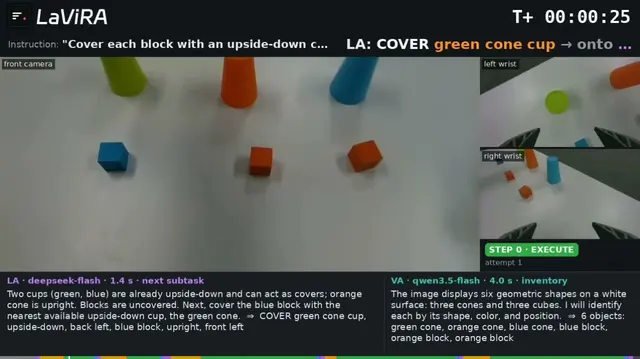 LaViRA
T+ 00:00:25
Instruction: "Cover each block with an upside-down c...
LA: COVER green cone cup → onto ...
front camera
left wrist
right wrist
STEP 0 · EXECUTE
attempt 1
LA · deepseek-flash · 1.4 s · next subtask
Two cups (green, blue) are already upside-down and can act as covers; orange
cone is upright. Blocks are uncovered. Next, cover the blue block with the
nearest available upside-down cup, the green cone. ⇒ COVER green cone cup,
upside-down, back left, blue block, upright, front left
VA · qwen3.5-flash · 4.0 s · inventory
The image displays six geometric shapes on a white
surface: three cones and three cubes. I will identify
each by its shape, color, and position. ⇒ 6 objects:
green cone, orange cone, blue cone, blue block,
orange block, orange block